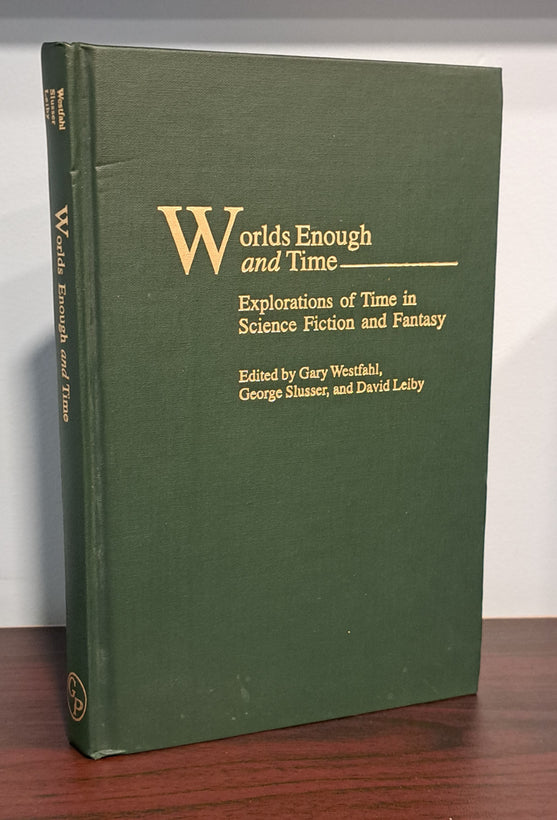 Worlds Enough
and Time
Explorations of Time in
Science Fiction and Fantasy
Edited by Gary Westfahl,
George Slusser, and David Leiby
Westfahl
Slusser
Leiby
Worlds Enough and Time
GP